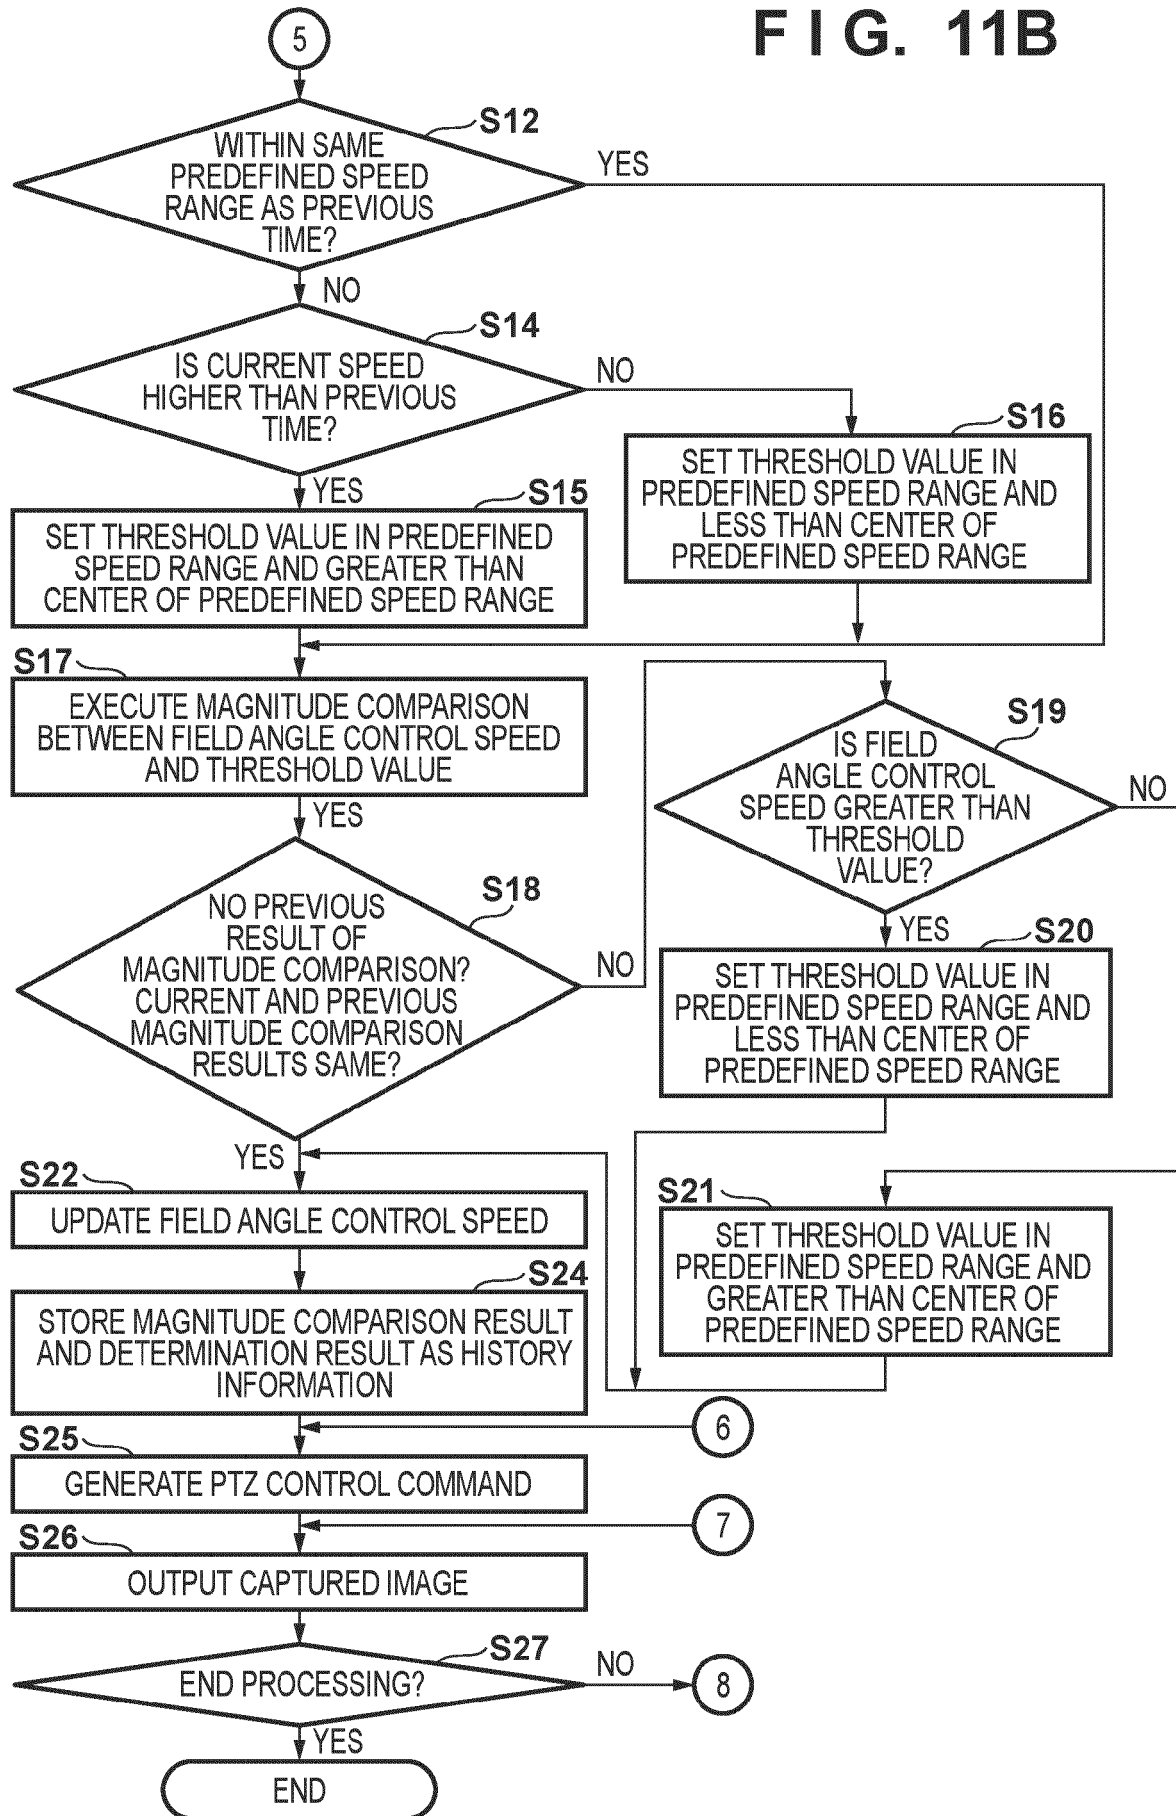 FIG. 11B
5
S12
WITHIN SAME
PREDEFINED SPEED
RANGE AS PREVIOUS
TIME?
YES
NO
S14
IS CURRENT SPEED
HIGHER THAN PREVIOUS
TIME?
NO
YES
S16
SET THRESHOLD VALUE IN
PREDEFINED SPEED RANGE AND
LESS THAN CENTER OF
PREDEFINED SPEED RANGE
S15
SET THRESHOLD VALUE IN PREDEFINED
SPEED RANGE AND GREATER THAN
CENTER OF PREDEFINED SPEED RANGE
S17
EXECUTE MAGNITUDE COMPARISON
BETWEEN FIELD ANGLE CONTROL SPEED
AND THRESHOLD VALUE
YES
S18
NO PREVIOUS
RESULT OF
MAGNITUDE COMPARISON?
CURRENT AND PREVIOUS
MAGNITUDE COMPARISON
RESULTS SAME?
NO
YES
S19
IS FIELD
ANGLE CONTROL
SPEED GREATER THAN
THRESHOLD
VALUE?
NO
YES
S20
SET THRESHOLD VALUE IN
PREDEFINED SPEED RANGE AND
LESS THAN CENTER OF
PREDEFINED SPEED RANGE
S21
SET THRESHOLD VALUE IN
PREDEFINED SPEED RANGE AND
GREATER THAN CENTER OF
PREDEFINED SPEED RANGE
S22
UPDATE FIELD ANGLE CONTROL SPEED
S24
STORE MAGNITUDE COMPARISON RESULT
AND DETERMINATION RESULT AS HISTORY
INFORMATION
6
S25
GENERATE PTZ CONTROL COMMAND
7
S26
OUTPUT CAPTURED IMAGE
S27
END PROCESSING?
NO
8
YES
END